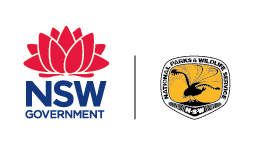 NSW
GOVERNMENT
NATIONAL PARKS & WILDLIFE SERVICE
N·S·W